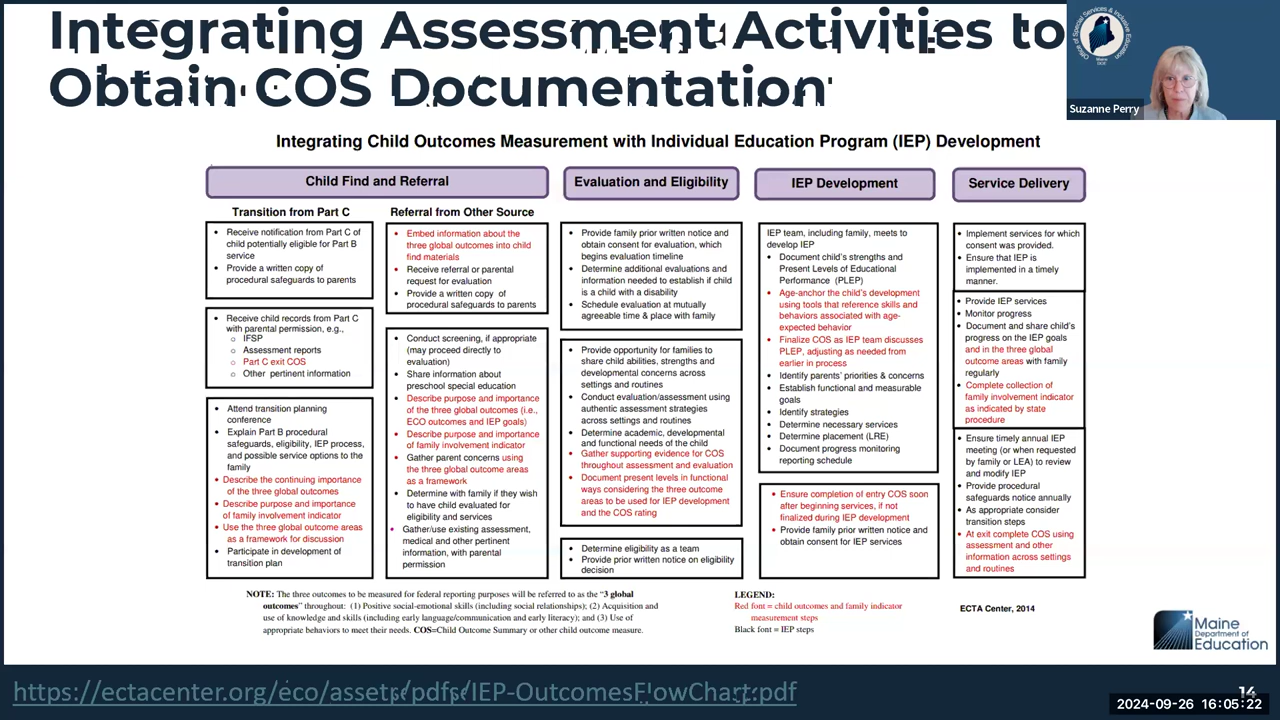 Integrating Assessment Activities to
Obtain COS Documentation
Suzanne Perry
Integrating Child Outcomes Measurement with Individual Education Program (IEP) Development
Child Find and Referral
Evaluation and Eligibility
IEP Development
Service Delivery
Transition from Part C
• Receive notification from Part C of
child potentially eligible for Part B
service
• Provide a written copy of
procedural safeguards to parents
• Receive child records from Part C
with parental permission, e.g.,
o IFSP
o Assessment reports
o Part C exit COS
o Other pertinent information
• Attend transition planning
conference
• Explain Part B procedural
safeguards, eligibility, IEP process,
and possible service options to the
family
• Describe the continuing importance
of the three global outcomes
• Describe purpose and importance
of family involvement indicator
• Use the three global outcome areas
as a framework for discussion
• Participate in development of
transition plan
Referral from Other Source
• Embed information about the
three global outcomes into child
find materials
• Receive referral or parental
request for evaluation
• Provide a written copy of
procedural safeguards to parents
• Conduct screening, if appropriate
(may proceed directly to
evaluation)
• Share information about
preschool special education
• Describe purpose and importance
of the three global outcomes (i.e.,
ECO outcomes and IEP goals)
• Describe purpose and importance
of family involvement indicator
• Gather parent concerns using
the three global outcome areas
as a framework
• Determine with family if they wish
to have child evaluated for
eligibility and services
• Gather/use existing assessment,
medical and other pertinent
information, with parental
permission
• Provide family prior written notice and
obtain consent for evaluation, which
begins evaluation timeline
• Determine additional evaluations and
information needed to establish if child
is a child with a disability
• Schedule evaluation at mutually
agreeable time & place with family
• Provide opportunity for families to
share child abilities, strengths and
developmental concerns across
settings and routines
• Conduct evaluation/assessment using
authentic assessment strategies
across settings and routines
• Determine academic, developmental
and functional needs of the child
• Gather supporting evidence for COS
throughout assessment and evaluation
• Document present levels in functional
ways considering the three outcome
areas to be used for IEP development
and the COS rating
• Determine eligibility as a team
• Provide prior written notice on eligibility
decision
IEP team, including family, meets to
develop IEP
• Document child's strengths and
Present Levels of Educational
Performance (PLEP)
• Age-anchor the child's development
using tools that reference skills and
behaviors associated with age-
expected behavior
• Finalize COS as IEP team discusses
PLEP, adjusting as needed from
earlier in process
• Identify parents' priorities & concerns
• Establish functional and measurable
goals
• Identify strategies
• Determine necessary services
• Determine placement (LRE)
• Document progress monitoring
reporting schedule
• Ensure completion of entry COS soon
after beginning services, if not
finalized during IEP development
• Provide family prior written notice and
obtain consent for IEP services
• Implement services for which
consent was provided.
• Ensure that IEP is
implemented in a timely
manner.
• Provide IEP services
• Monitor progress
• Document and share child's
progress on the IEP goals
and in the three global
outcome areas with family
regularly
• Complete collection of
family involvement indicator
as indicated by state
procedure
• Ensure timely annual IEP
meeting (or when requested
by family or LEA) to review
and modify IEP
• Provide procedural
safeguards notice annually
• As appropriate consider
transition steps
• At exit complete COS using
assessment and other
information across settings
and routines
NOTE: The three outcomes to be measured for federal reporting purposes will be referred to as the "3 global
outcomes" throughout: (1) Positive social-emotional skills (including social relationships); (2) Acquisition and
use of knowledge and skills (including early language/communication and early literacy); and (3) Use of
appropriate behaviors to meet their needs. COS=Child Outcome Summary or other child outcome measure.
LEGEND:
Red font = child outcomes and family indicator
measurement steps
Black font = IEP steps
ECTA Center, 2014
Maine
Department of
Education
https://ectacenter.org/eco/assets/pdfs/IEP-OutcomesFlowChart.pdf
14
2024-09-26 16:05:22